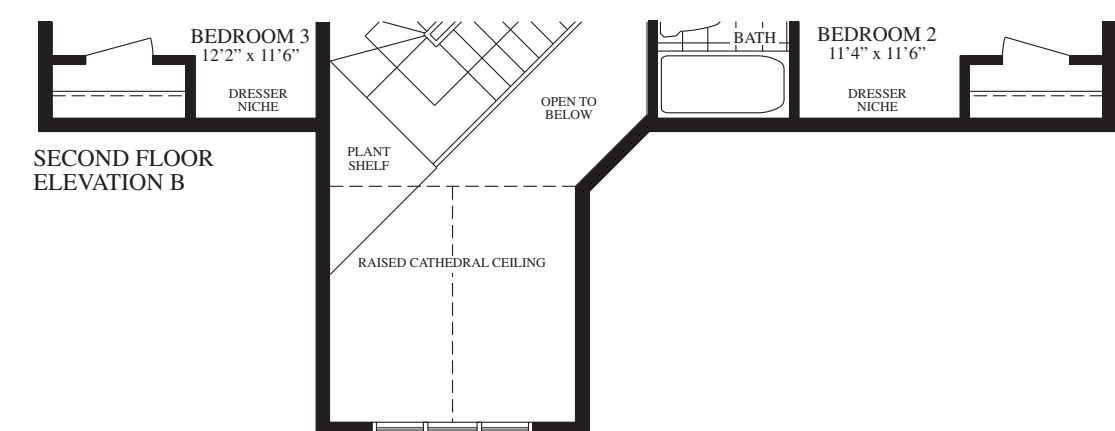 BEDROOM 3
12’2” x 11’6”
BATH
BEDROOM 2
11’4” x 11’6”
DRESSER
NICHE
OPEN TO
BELOW
DRESSER
NICHE
SECOND FLOOR
ELEVATION B
PLANT
SHELF
RAISED CATHEDRAL CEILING